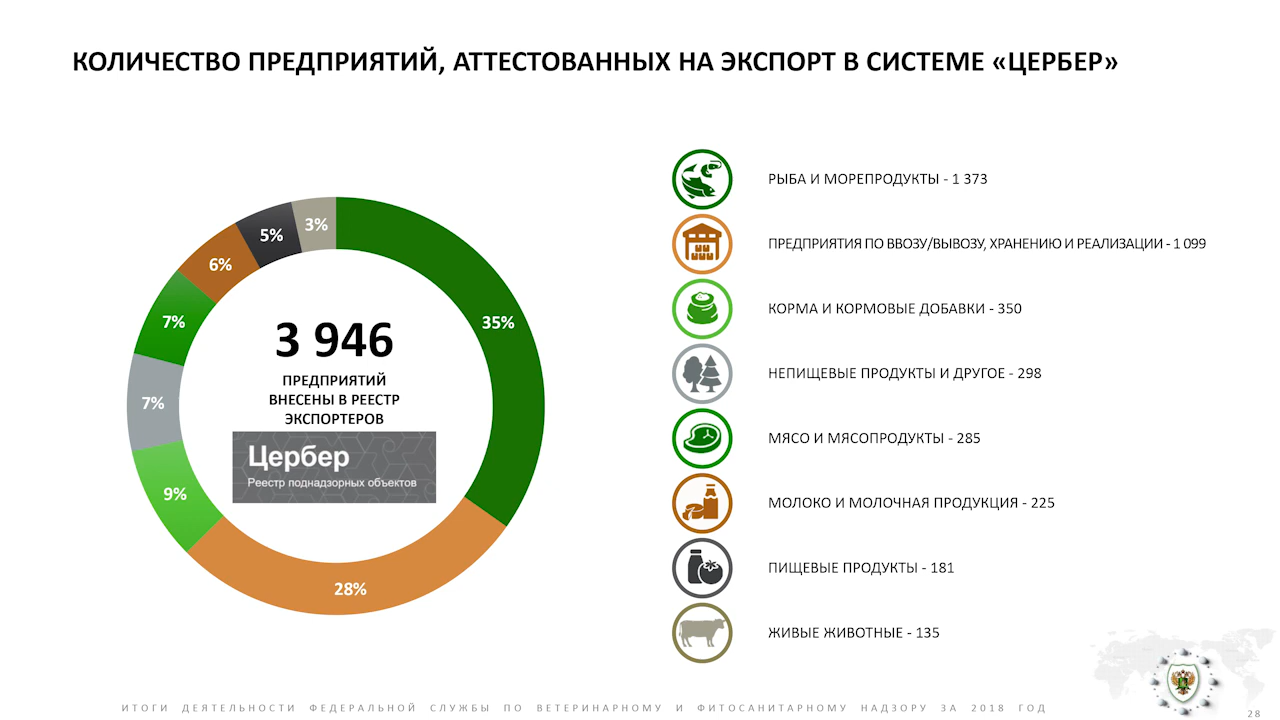 КОЛИЧЕСТВО ПРЕДПРИЯТИЙ, АТТЕСТОВАННЫХ НА ЭКСПОРТ В СИСТЕМЕ «ЦЕРБЕР»
3%
5%
6%
7%
7%
9%
28%
35%
3 946
ПРЕДПРИЯТИЙ
ВНЕСЕНЫ В РЕЕСТР
ЭКСПОРТЕРОВ
Цербер
Реестр поднадзорных объектов
РЫБА И МОРЕПРОДУКТЫ - 1 373
ПРЕДПРИЯТИЯ ПО ВВОЗУ/ВЫВОЗУ, ХРАНЕНИЮ И РЕАЛИЗАЦИИ - 1 099
КОРМА И КОРМОВЫЕ ДОБАВКИ - 350
НЕПИЩЕВЫЕ ПРОДУКТЫ И ДРУГОЕ - 298
МЯСО И МЯСОПРОДУКТЫ - 285
МОЛОКО И МОЛОЧНАЯ ПРОДУКЦИЯ - 225
ПИЩЕВЫЕ ПРОДУКТЫ - 181
ЖИВЫЕ ЖИВОТНЫЕ - 135
ИТОГИ ДЕЯТЕЛЬНОСТИ ФЕДЕРАЛЬНОЙ СЛУЖБЫ ПО ВЕТЕРИНАРНОМУ И ФИТОСАНИТАРНОМУ НАДЗОРУ ЗА 2018 ГОД
28